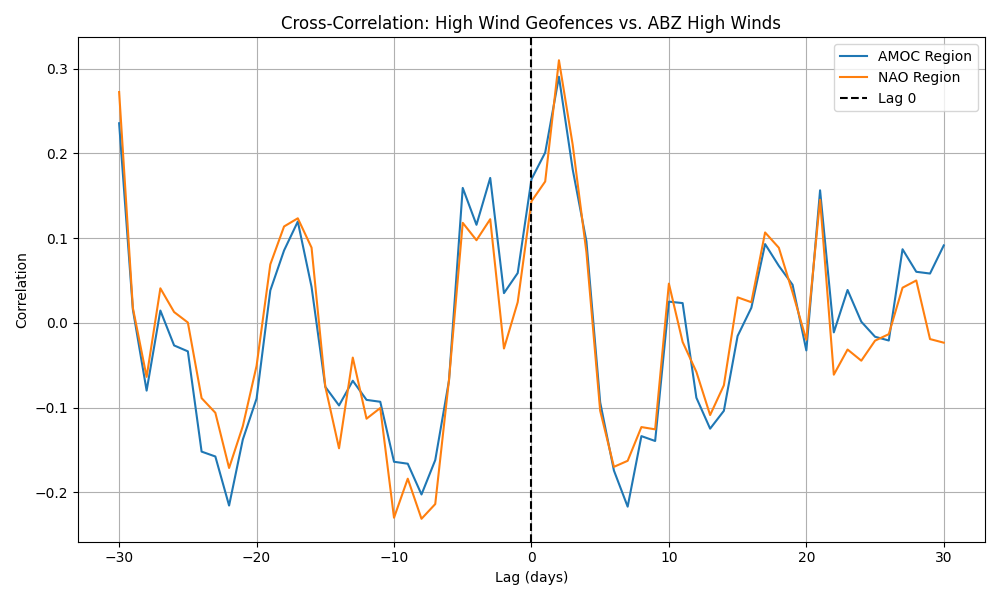 Cross-Correlation: High Wind Geofences vs. ABZ High Winds
AMOC Region
NAO Region
Lag 0
0.3
0.2
0.1
0.0
−0.1
−0.2
Correlation
−30
−20
−10
0
10
20
30
Lag (days)